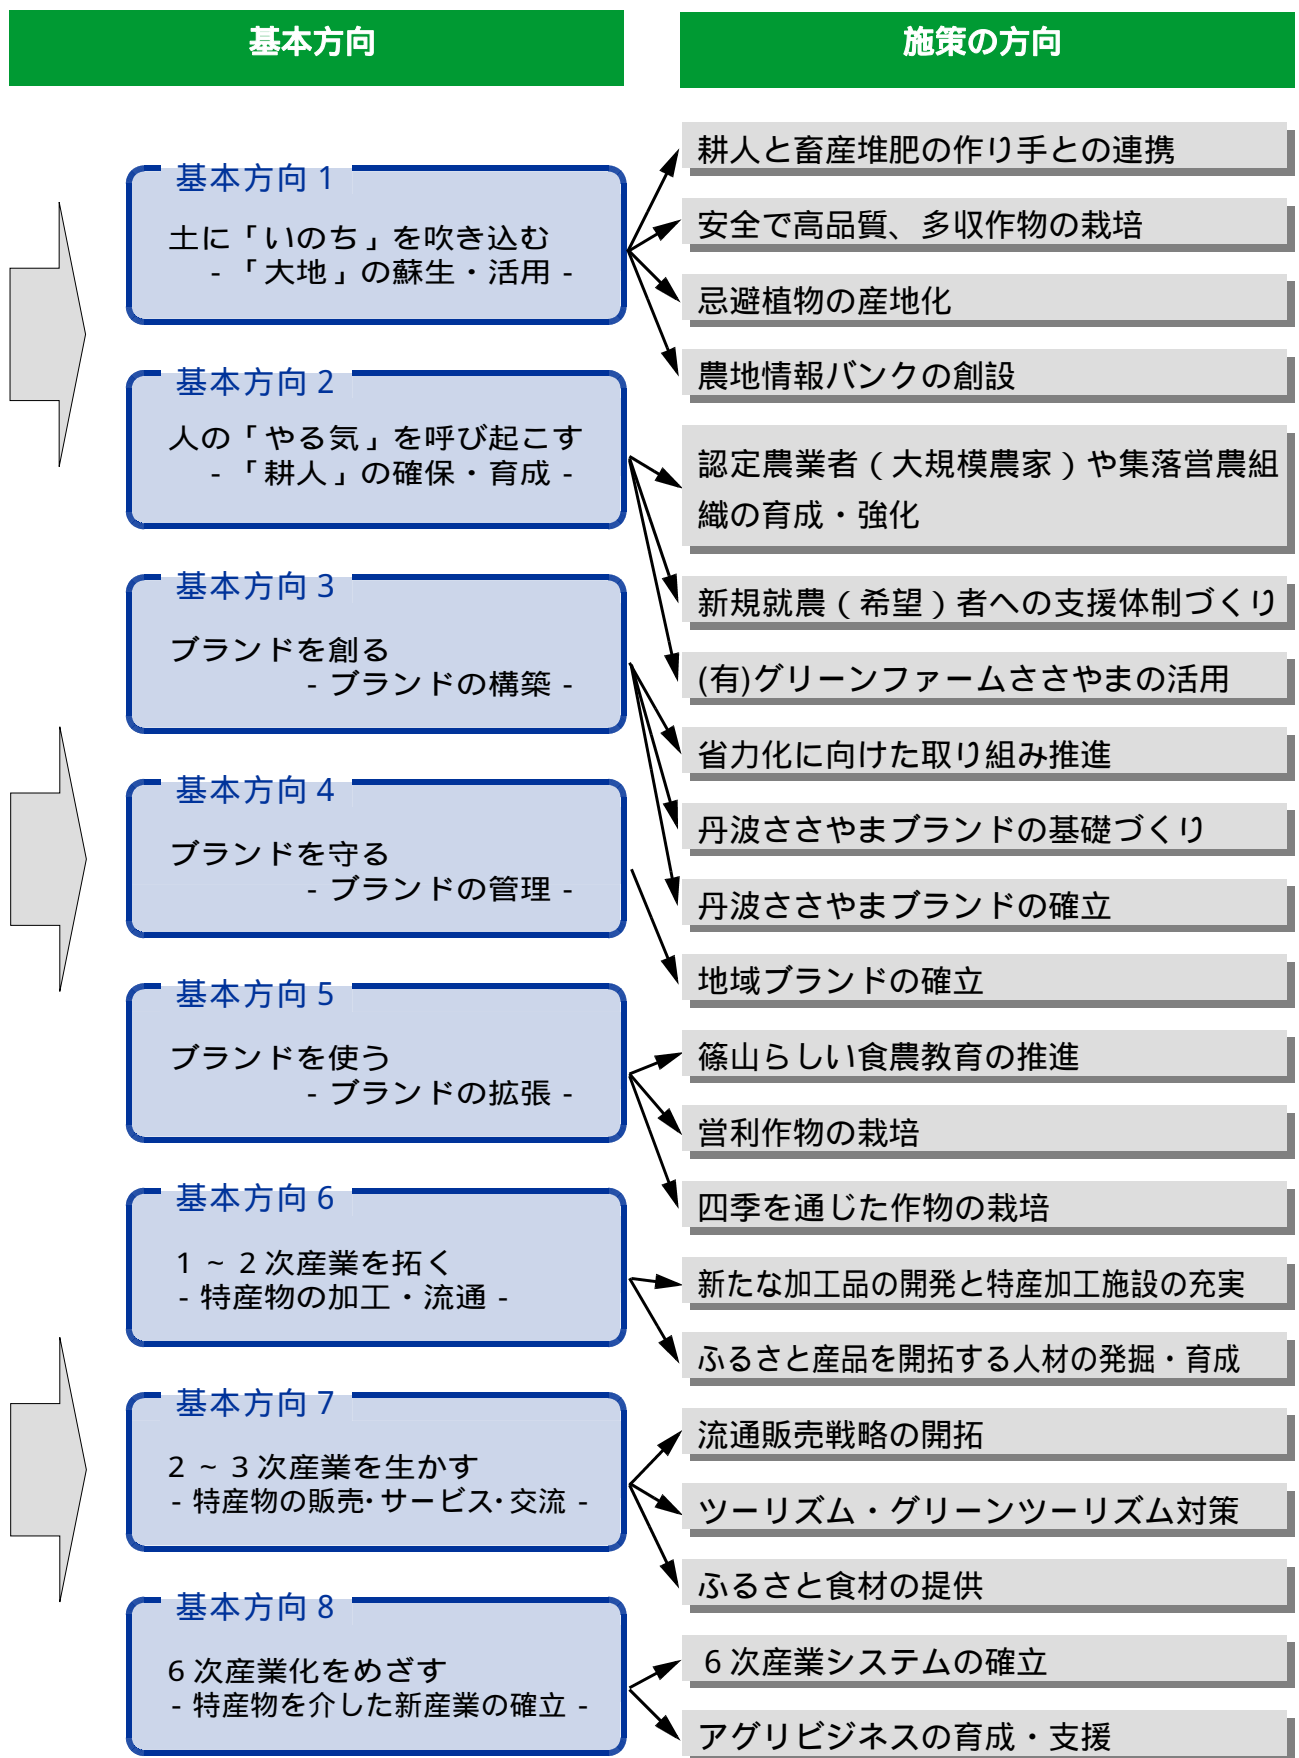 基本方向
施策の方向
基本方向 1
土に「いのち」を吹き込む
- 「大地」の蘇生・活用 -
耕人と畜産堆肥の作り手との連携
安全で高品質、多収作物の栽培
忌避植物の産地化
農地情報バンクの創設
基本方向 2
人の「やる気」を呼び起こす
- 「耕人」の確保・育成 -
認定農業者(大規模農家)や集落営農組
織の育成・強化
新規就農(希望)者への支援体制づくり
(有)グリーンファームささやまの活用
基本方向 3
ブランドを創る
- ブランドの構築 -
省力化に向けた取り組み推進
丹波ささやまブランドの基礎づくり
丹波ささやまブランドの確立
基本方向 4
ブランドを守る
- ブランドの管理 -
地域ブランドの確立
基本方向 5
ブランドを使う
- ブランドの拡張 -
篠山らしい食農教育の推進
営利作物の栽培
四季を通じた作物の栽培
基本方向 6
1 ~ 2 次産業を拓く
- 特産物の加工・流通 -
新たな加工品の開発と特産加工施設の充実
ふるさと産品を開拓する人材の発掘・育成
基本方向 7
2 ~ 3 次産業を生かす
- 特産物の販売・サービス・交流 -
流通販売戦略の開拓
ツーリズム・グリーンツーリズム対策
ふるさと食材の提供
基本方向 8
6 次産業化をめざす
- 特産物を介した新産業の確立 -
6 次産業システムの確立
アグリビジネスの育成・支援